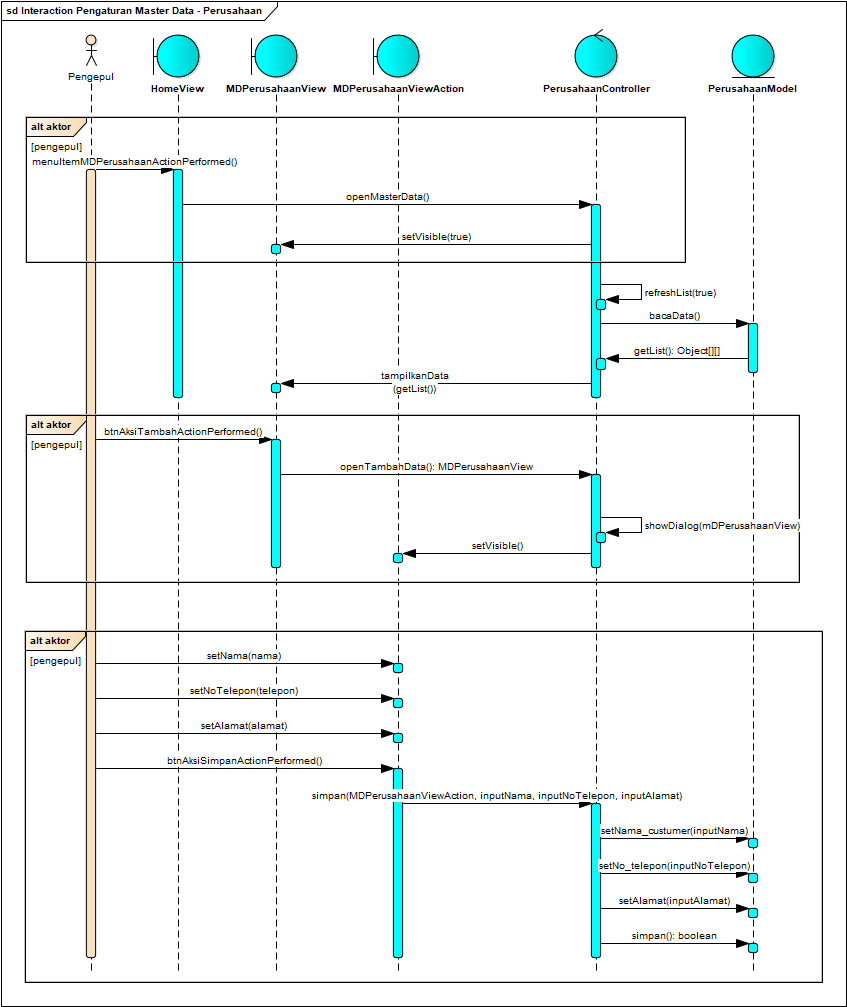 sd Interaction Pengaturan Master Data - Perusahaan
Pengepul
HomeView
MDPerusahaanView
MDPerusahaanViewAction
PerusahaanController
PerusahaanModel
alt aktor
[pengepul]
menuItemMDPerusahaanActionPerformed()
openMasterData()
setVisible(true)
refreshList(true)
bacaData()
getList(): Object[][]
tampilkanData
(getList())
alt aktor
[pengepul]
btnAksiTambahActionPerformed()
openTambahData(): MDPerusahaanView
showDialog(mDPerusahaanView)
setVisible()
alt aktor
[pengepul]
setNama(nama)
setNoTelepon(telepon)
setAlamat(alamat)
btnAksiSimpanActionPerformed()
simpan(MDPerusahaanViewAction, inputNama, inputNoTelepon, inputAlamat)
setNama_custumer(inputNama)
setNo_telepon(inputNoTelepon)
setAlamat(inputAlamat)
simpan(): boolean